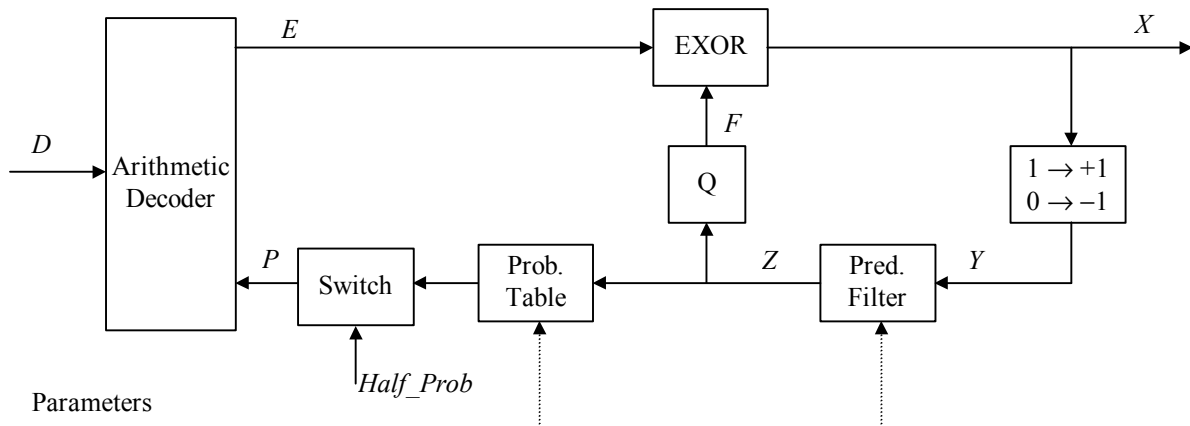 E
EXOR
X
D
Arithmetic
Decoder
F
Q
1 → +1
0 → −1
P
Switch
Prob.
Table
Z
Pred.
Filter
Y
Half_Prob
Parameters